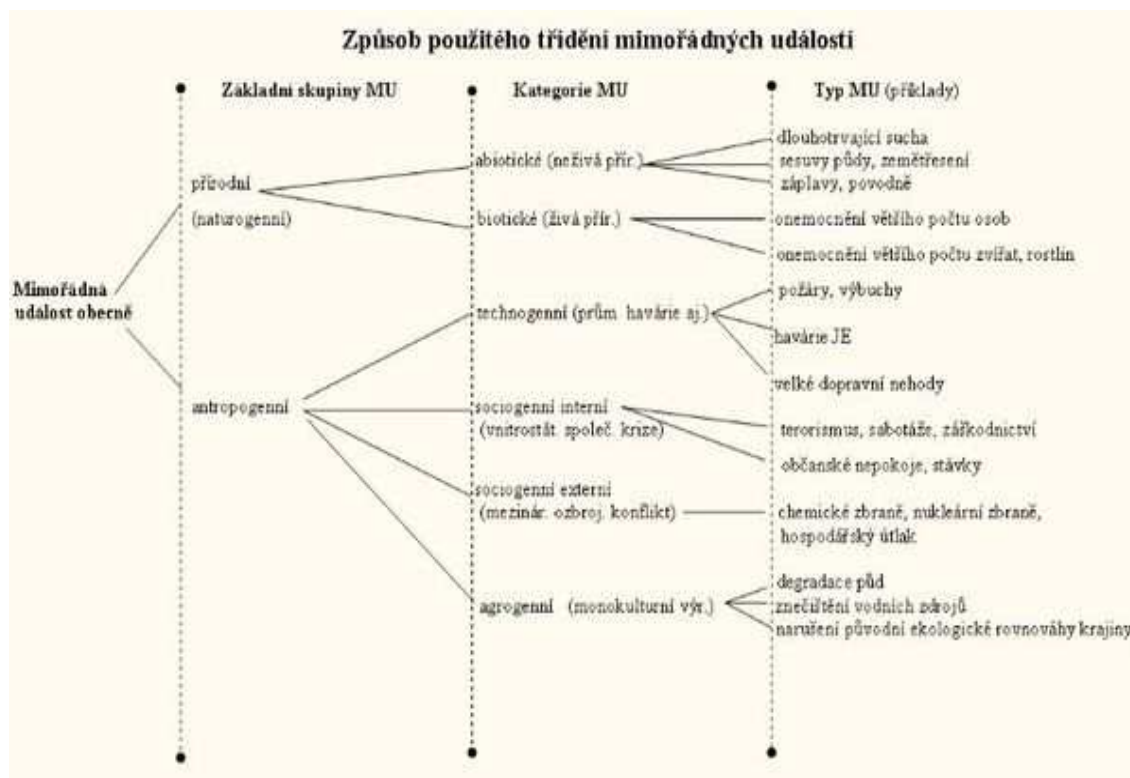 Způsob použitého třídění mimořádných událostí
Základní skupiny MU
Kategorie MU
Typ MU (příklady)
Mimořádná
událost obecně
přírodní
(naturogenní)
antropogenní
abiotické (neživá přír.)
biotické (živá přír.)
technogenní (prům. havárie aj.)
sociogenní interní
(vnitrostát. společ. krize)
sociogenní externí
(mezinár. ozbroj. konflikt)
agrogenní (monokulturní výr.)
dlouhotrvající sucha
sesuvy půdy, zemětřesení
záplavy, povodně
onemocnění většího počtu osob
onemocnění většího počtu zvířat, rostlin
požáry, výbuchy
havárie JE
velké dopravní nehody
terorismus, sabotáže, záškodnictví
občanské nepokoje, stávky
chemické zbraně, nukleární zbraně,
hospodářský útlak
degradace půd
znečištění vodních zdrojů
narušení původní ekologické rovnováhy krajiny